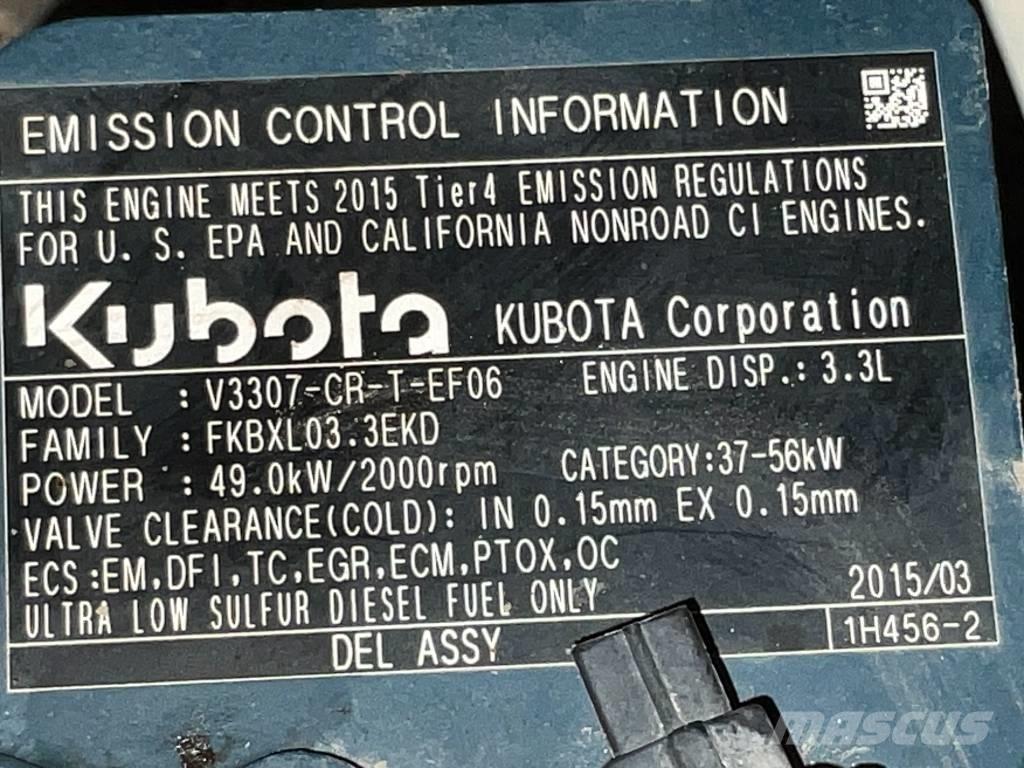 EMISSION CONTROL INFORMATION
THIS ENGINE MEETS 2015 Tier4 EMISSION REGULATIONS
FOR U. S. EPA AND CALIFORNIA NONROAD CI ENGINES.
Kubota KUBOTA Corporation
MODEL : V3307-CR-T-EF06 ENGINE DISP.: 3.3L
FAMILY : FKBXL03.3EKD
POWER : 49.0kW/2000rpm CATEGORY:37-56kW
VALVE CLEARANCE(COLD): IN 0.15mm EX 0.15mm
ECS :EM,DFI,TC,EGR,ECM,PTOX,OC
ULTRA LOW SULFUR DIESEL FUEL ONLY 2015/03
DEL ASSY 1H456-2
MASCUS